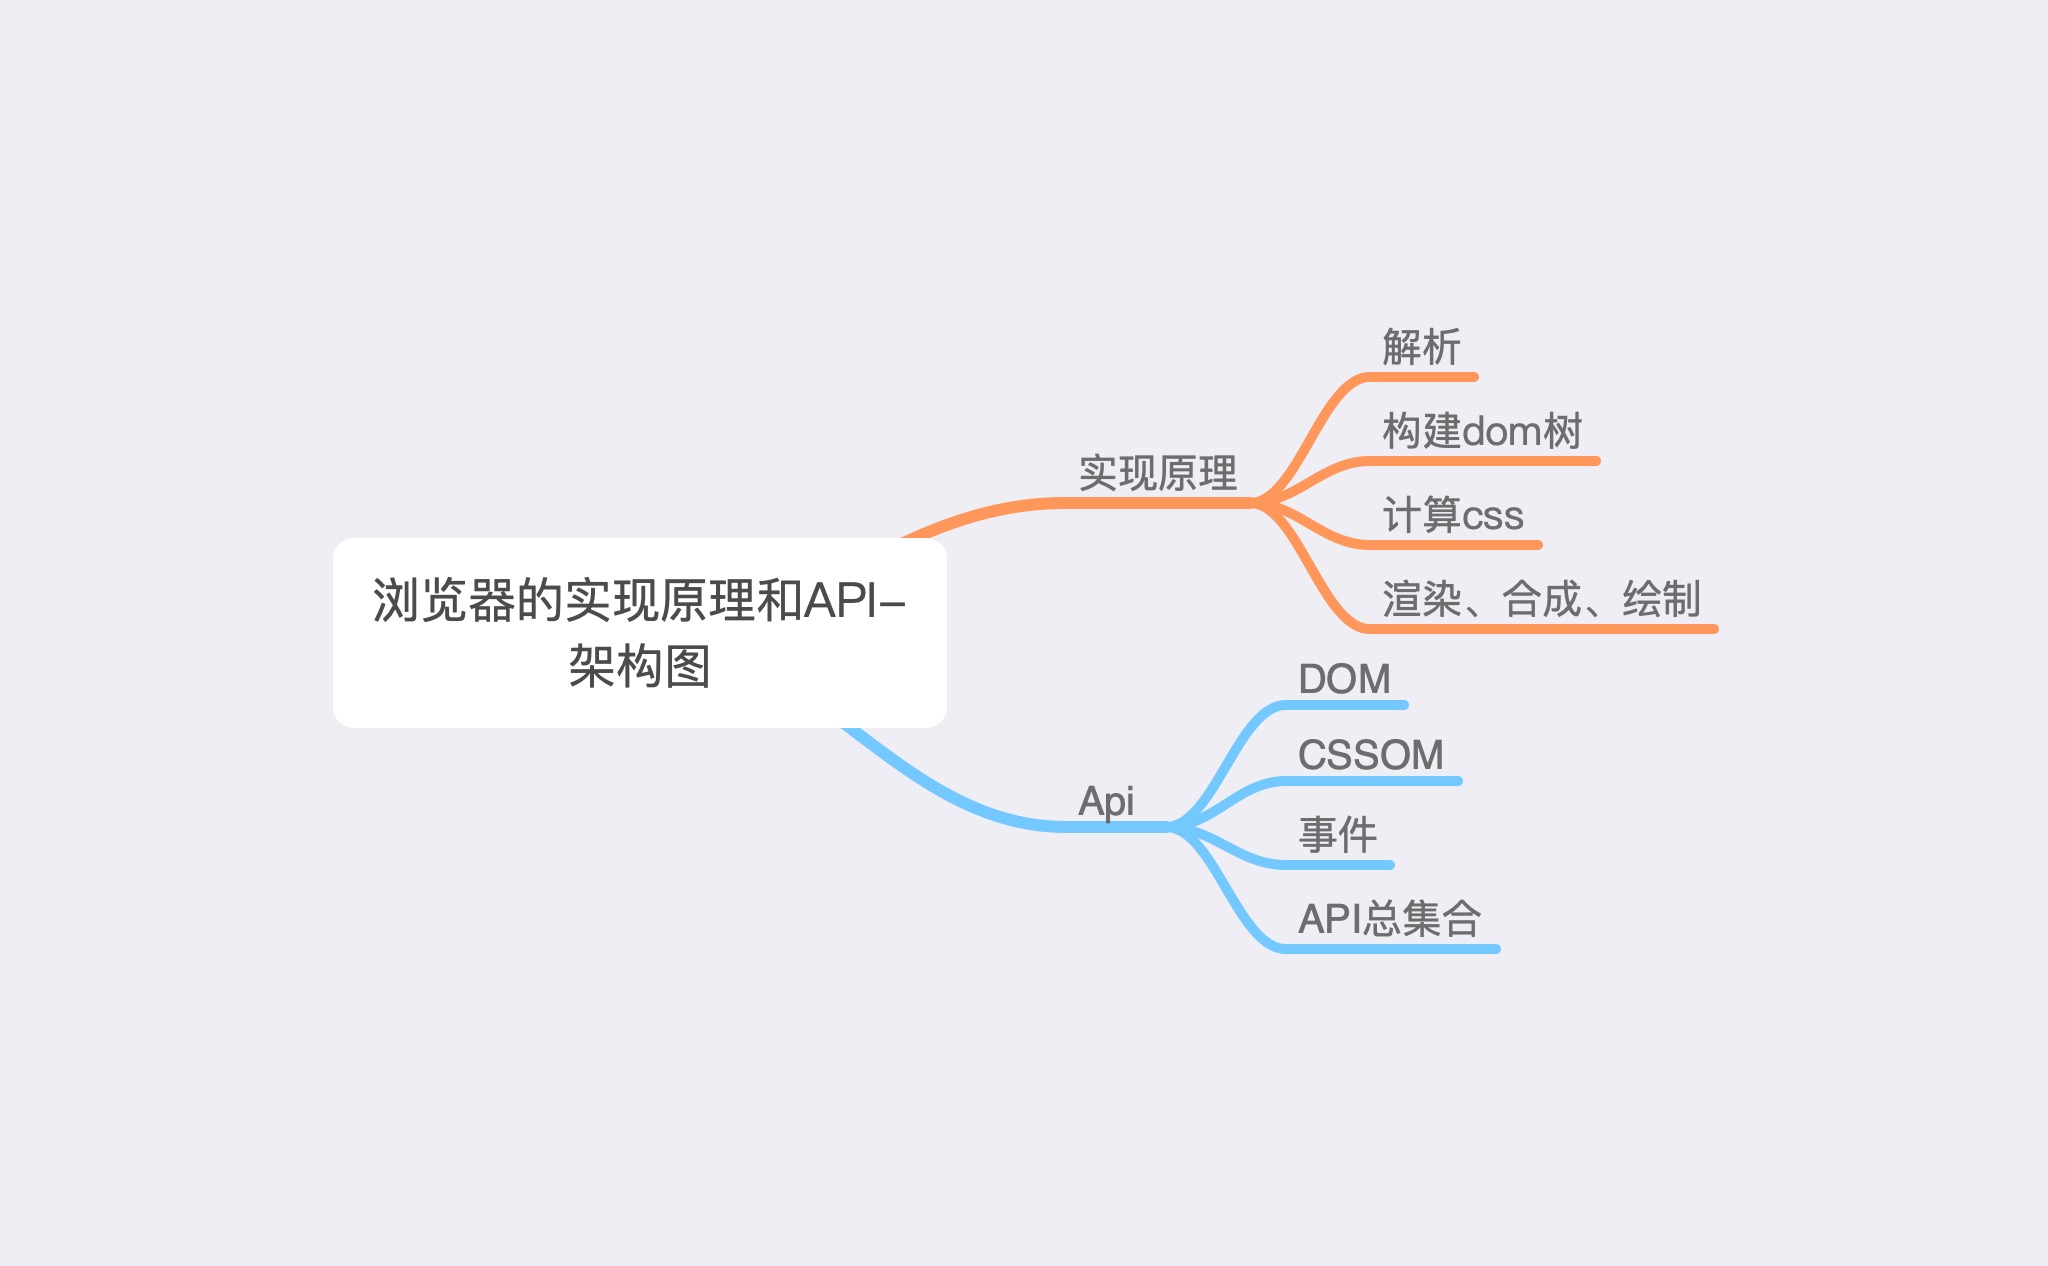 浏览器的实现原理和API–
架构图
实现原理
解析
构建dom树
计算css
渲染、合成、绘制
Api
DOM
CSSOM
事件
API总集合